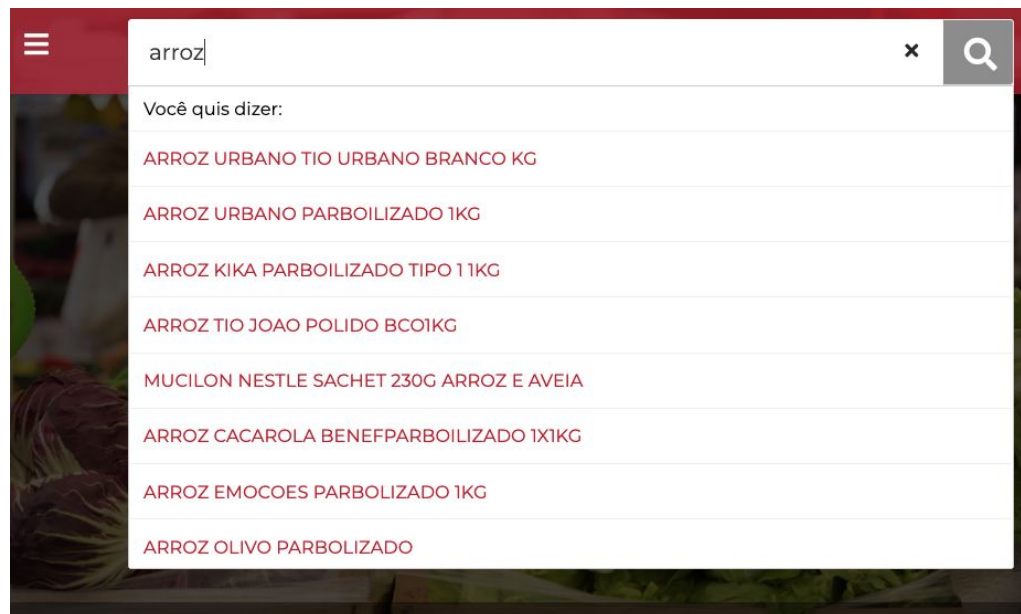 arroz
Você quis dizer:
ARROZ URBANO TIO URBANO BRANCO KG
ARROZ URBANO PARBOILIZADO 1KG
ARROZ KIKA PARBOILIZADO TIPO 1 1KG
ARROZ TIO JOAO POLIDO BCO1KG
MUCILON NESTLE SACHET 230G ARROZ E AVEIA
ARROZ CACAROLA BENEFPARBOILIZADO 1X1KG
ARROZ EMOCOES PARBOLIZADO 1KG
ARROZ OLIVO PARBOLIZADO